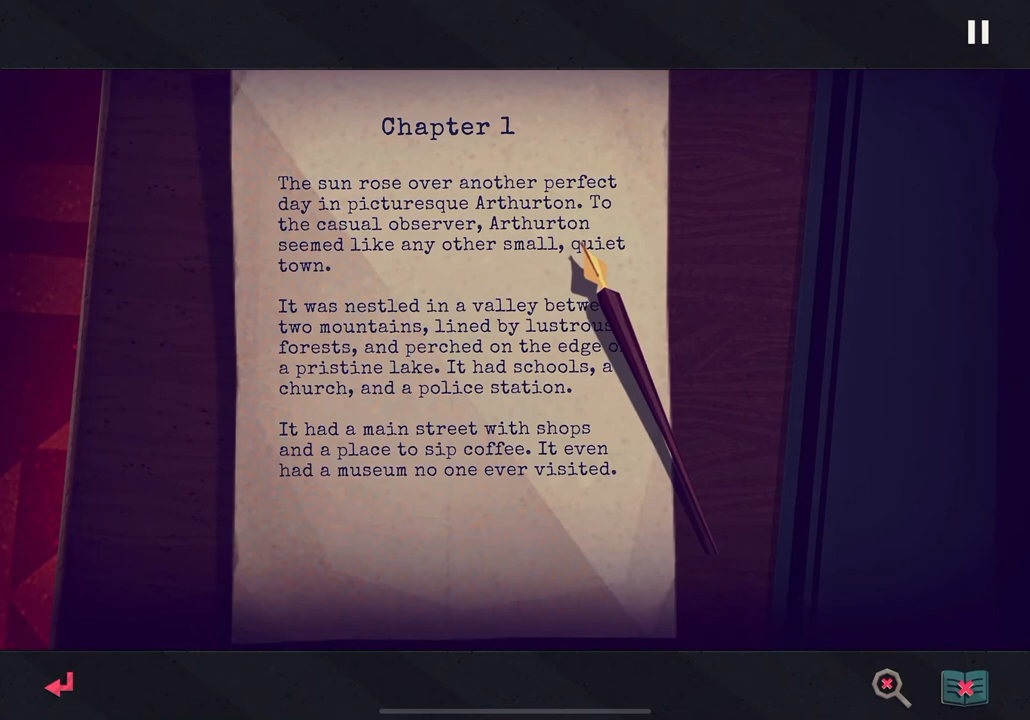 Chapter 1
The sun rose over another perfect
day in picturesque Arthurton. To
the casual observer, Arthurton
seemed like any other small, quiet
town.
It was nestled in a valley
two mountains, lined by lustrous
forests, and perched on the edge
a pristine lake. It had schools, a
church, and a police station.
It had a main street with shops
and a place to sip coffee. It even
had a museum no one ever visited.